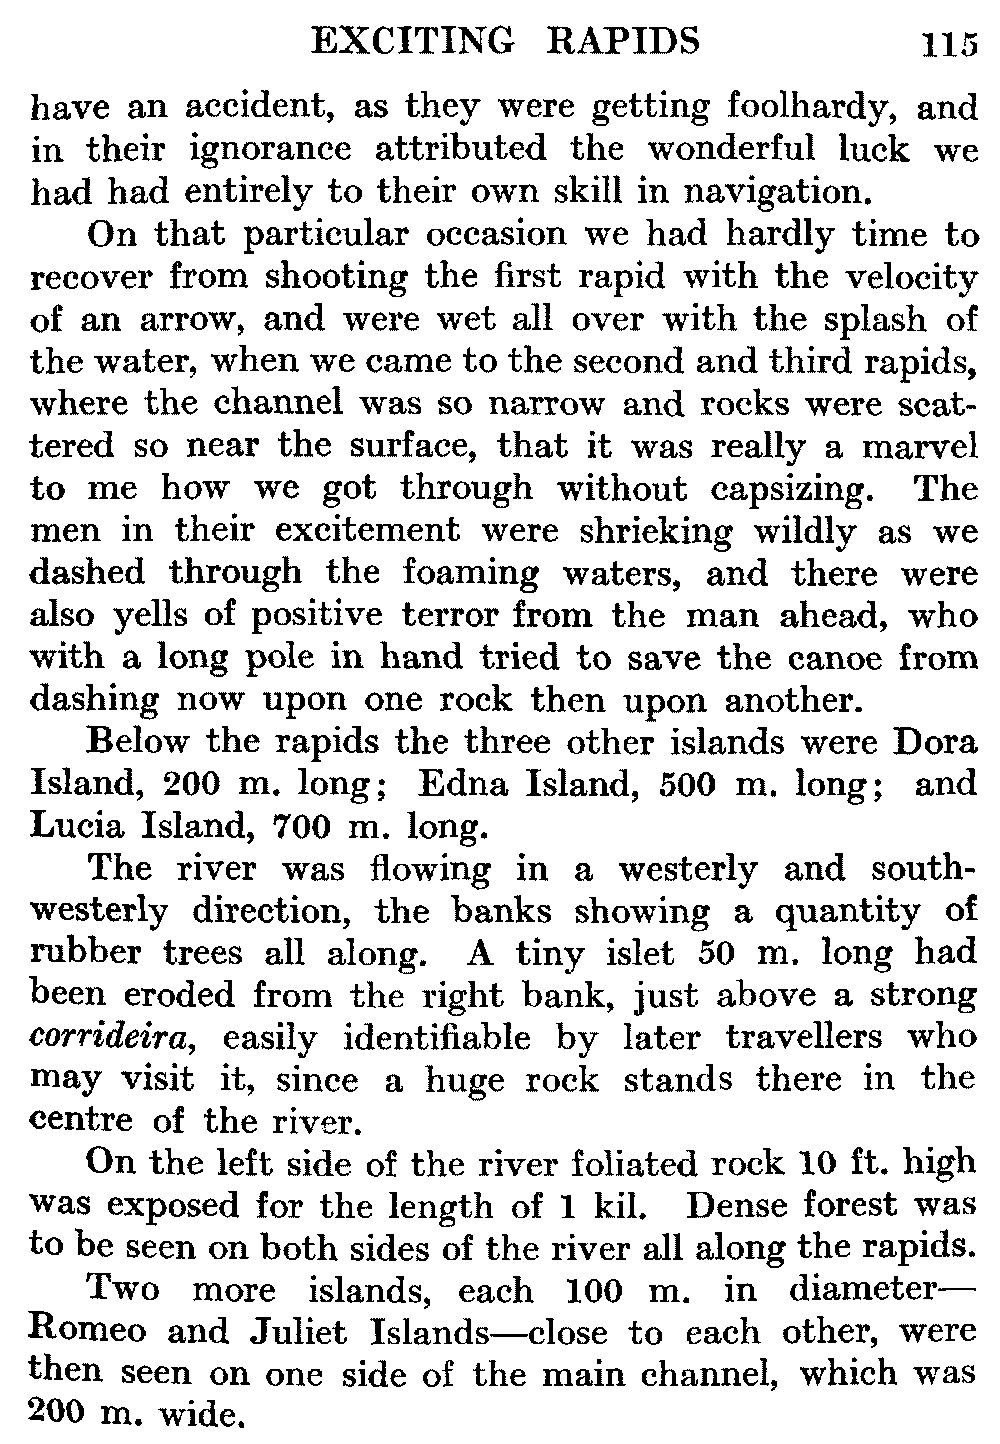 EXCITING RAPIDS 115
have an accident, as they were getting foolhardy, and
in their ignorance attributed the wonderful luck we
had had entirely to their own skill in navigation.
On that particular occasion we had hardly time to
recover from shooting the first rapid with the velocity
of an arrow, and were wet all over with the splash of
the water, when we came to the second and third rapids,
where the channel was so narrow and rocks were scat-
tered so near the surface, that it was really a marvel
to me how we got through without capsizing. The
men in their excitement were shrieking wildly as we
dashed through the foaming waters, and there were
also yells of positive terror from the man ahead, who
with a long pole in hand tried to save the canoe from
dashing now upon one rock then upon another.
Below the rapids the three other islands were Dora
Island, 200 m. long; Edna Island, 500 m. long; and
Lucia Island, 700 m. long.
The river was flowing in a westerly and south-
westerly direction, the banks showing a quantity of
rubber trees all along. A tiny islet 50 m. long had
been eroded from the right bank, just above a strong
corrideira, easily identifiable by later travellers who
may visit it, since a huge rock stands there in the
centre of the river.
On the left side of the river foliated rock 10 ft. high
was exposed for the length of 1 kil. Dense forest was
to be seen on both sides of the river all along the rapids.
Two more islands, each 100 m. in diameter—
Romeo and Juliet Islands—close to each other, were
then seen on one side of the main channel, which was
200 m. wide.